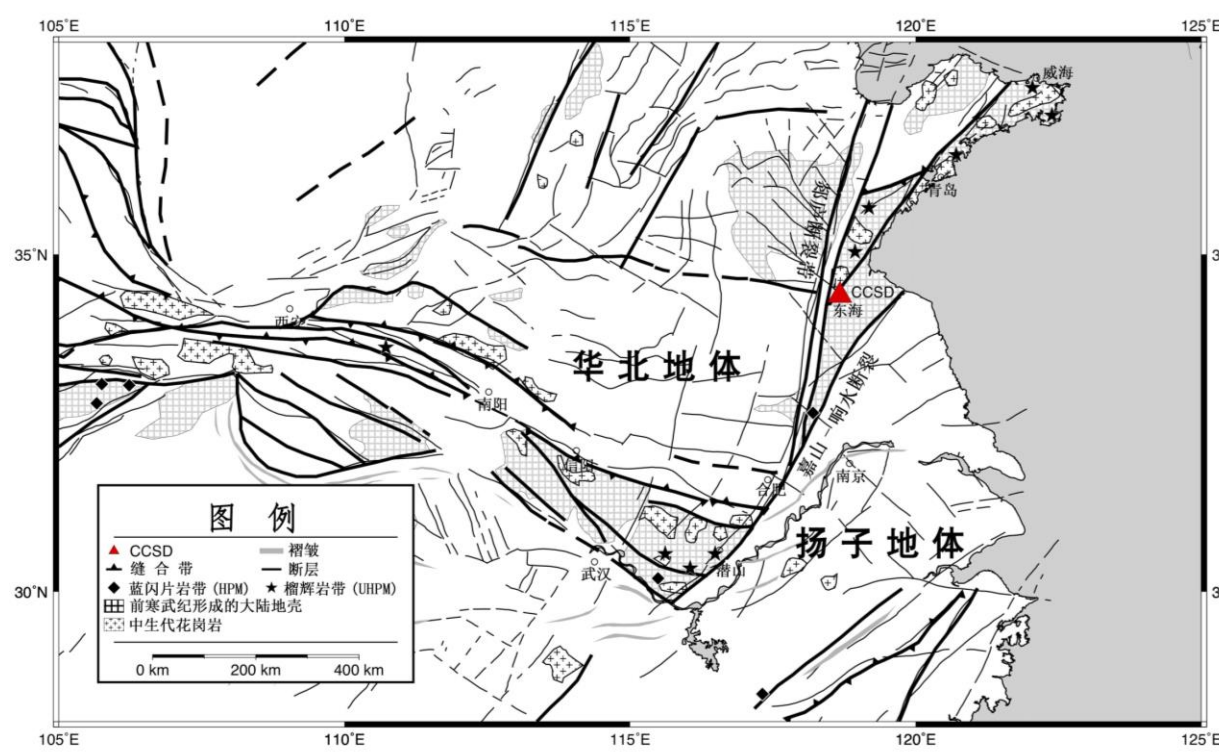 105°E
110°E
115°E
120°E
125°E
威海
青岛
郯庐断裂带
35°N
3
CCSD
东海
西安
华北地体
南阳
嘉山 响水断裂
信阳
合肥
南京
扬子地体
武汉
潜山
30°N
3
图 例
CCSD
褶皱
缝合带
断层
蓝闪片岩带 (HPM)
榴辉岩带 (UHPM)
前寒武纪形成的大陆地壳
中生代花岗岩
0 km
200 km
400 km
105°E
110°E
115°E
120°E
125°E